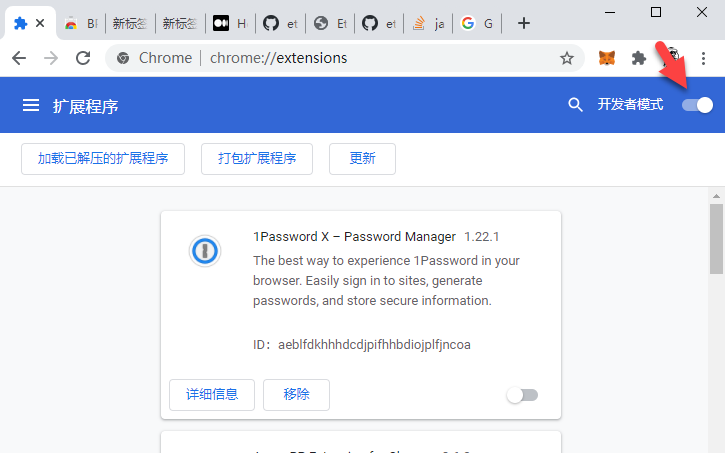 Bl
新标签
新标签
H
et
Et
et
ja
G
Chrome | chrome://extensions
扩展程序
开发者模式
加载已解压的扩展程序
打包扩展程序
更新
1Password X – Password Manager 1.22.1
The best way to experience 1Password in your
browser. Easily sign in to sites, generate
passwords, and store secure information.
ID: aeblfdkhhhdcdjpifhhbdiojplfjncoa
详细信息
移除